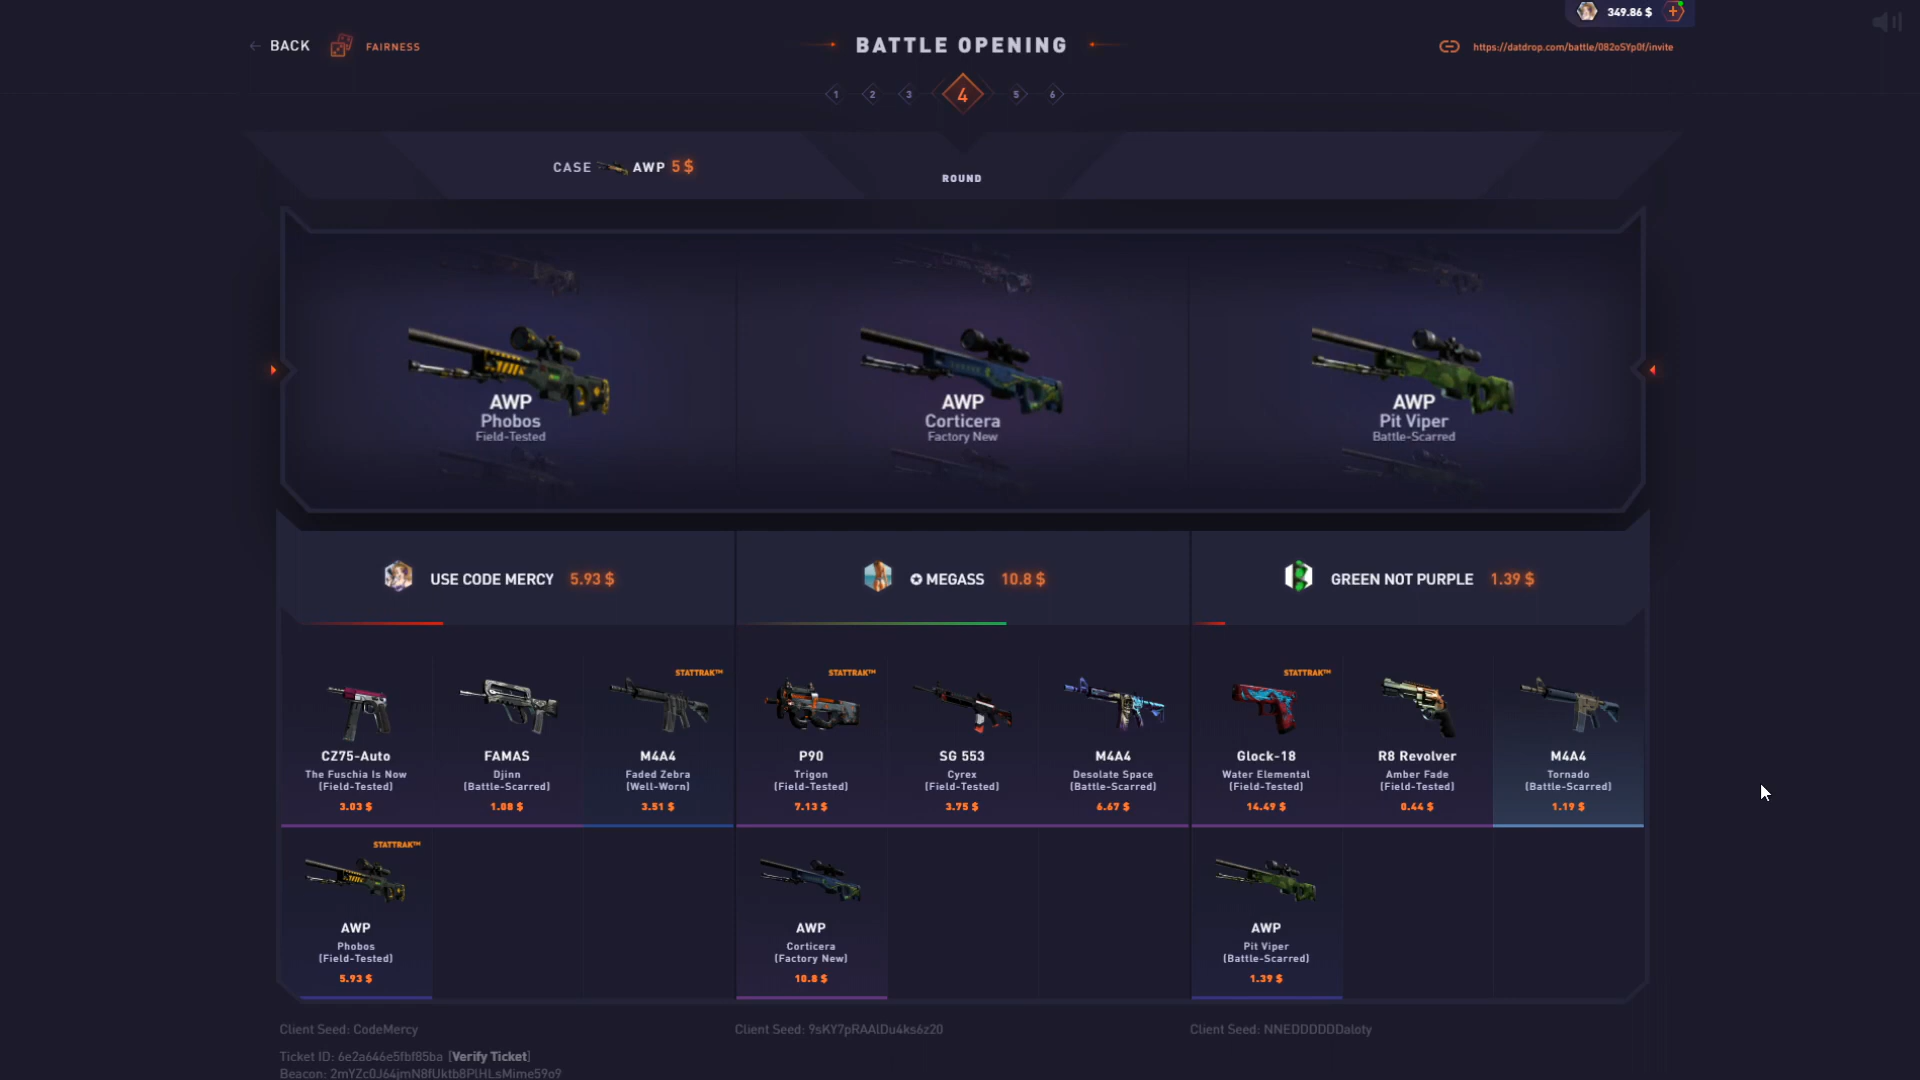 349.86 $
BACK
FAIRNESS
BATTLE OPENING
https://datdrop.com/battle/082oSYp0f/invite
1 2 3 4 5 6
CASE AWP 5 $
ROUND
AWP
Phobos
Field-Tested
AWP
Corticera
Factory New
AWP
Pit Viper
Battle-Scarred
USE CODE MERCY 5.93 $
MEGASS 10.8 $
GREEN NOT PURPLE 1.39 $
CZ75-Auto
The Fuschia Is Now
(Field-Tested)
3.03 $
FAMAS
Djinn
(Battle-Scarred)
1.08 $
STATTRAK™
M4A4
Faded Zebra
(Well-Worn)
3.51 $
STATTRAK™
P90
Trigon
(Field-Tested)
7.13 $
SG 553
Cyrex
(Field-Tested)
3.75 $
M4A4
Desolate Space
(Battle-Scarred)
6.67 $
STATTRAK™
Glock-18
Water Elemental
(Field-Tested)
14.49 $
R8 Revolver
Amber Fade
(Field-Tested)
0.44 $
M4A4
Tornado
(Battle-Scarred)
1.19 $
STATTRAK™
AWP
Phobos
(Field-Tested)
5.93 $
AWP
Corticera
(Factory New)
10.8 $
AWP
Pit Viper
(Battle-Scarred)
1.39 $
Client Seed: CodeMercy
Client Seed: 9sKY7pRAAlDu4ks6z20
Client Seed: NNEDDDDDDaloty
Ticket ID: 6e2a646e5fbf85ba [Verify Ticket]
Beacon: 2mYZc0J64jmN8fUktb8PlHLsMime59o9